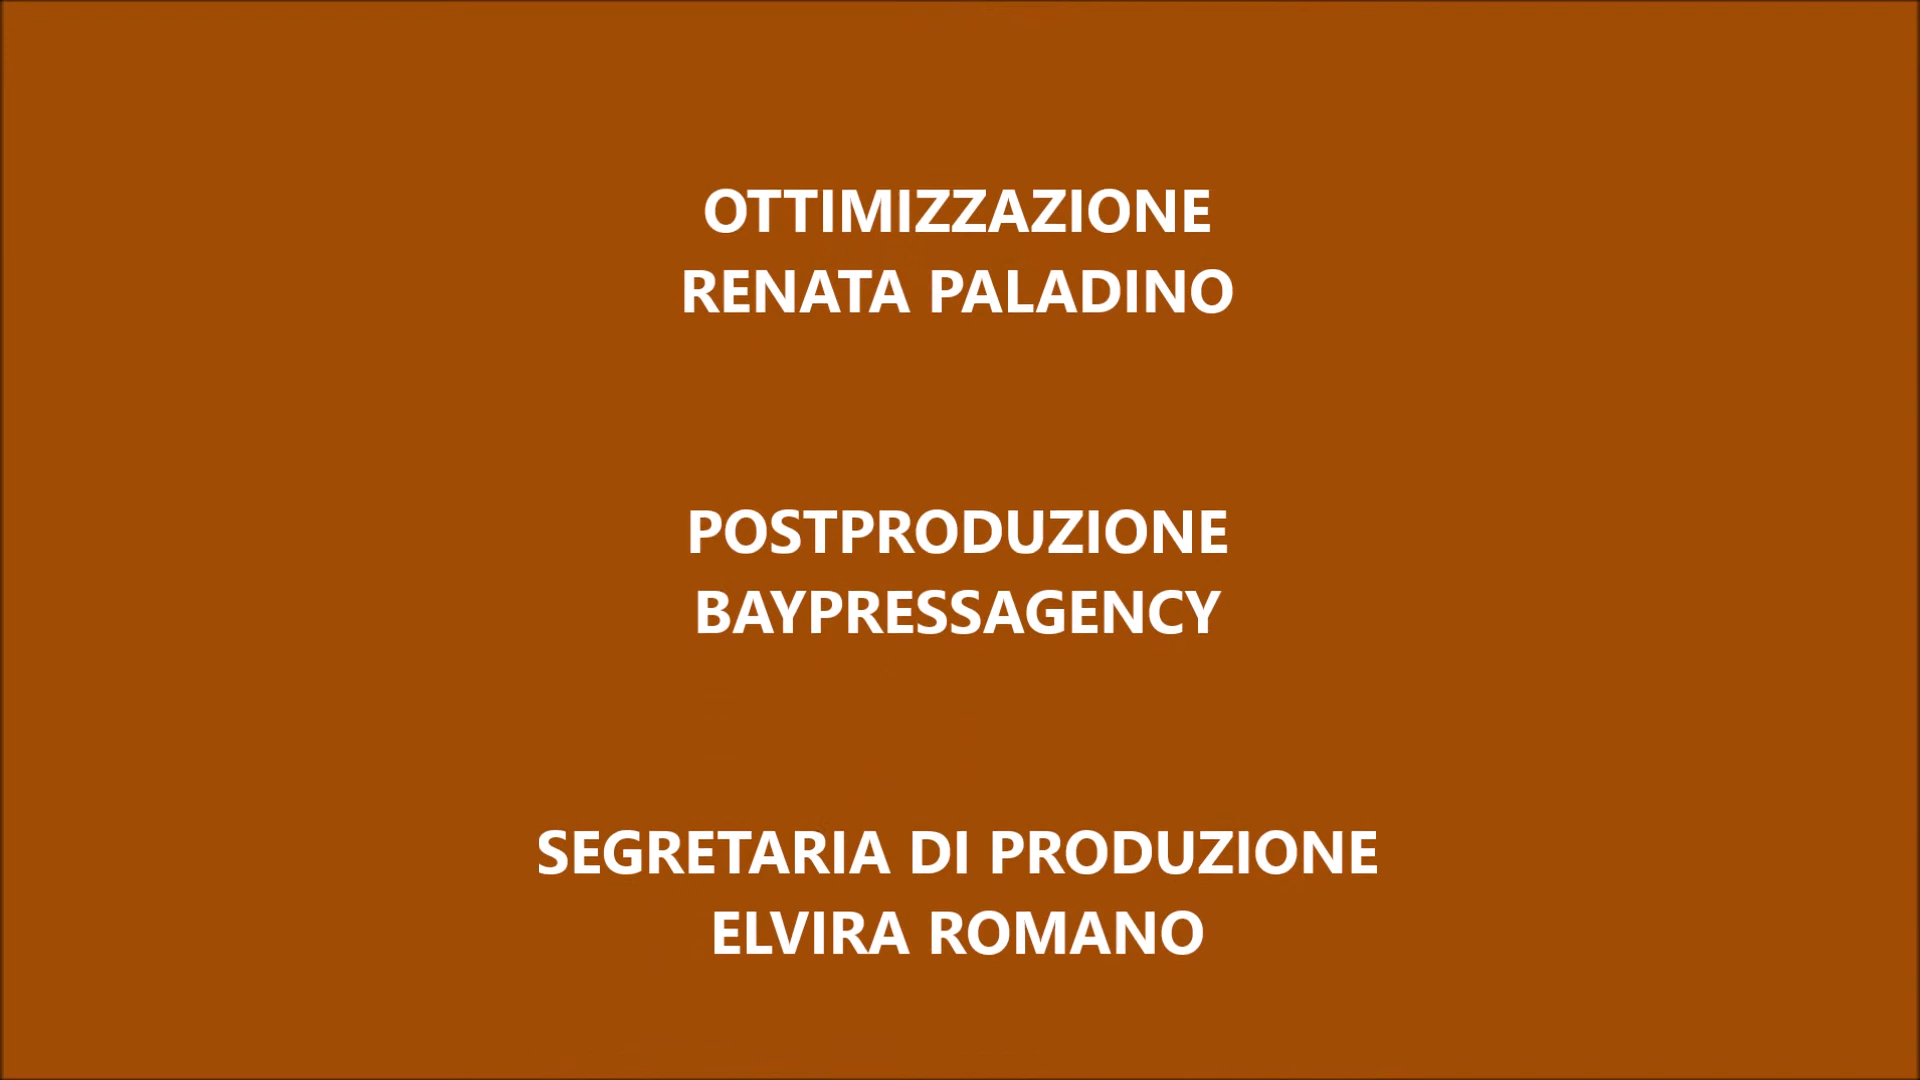 OTTIMIZZAZIONE
RENATA PALADINO
POSTPRODUZIONE
BAYPRESSAGENCY
SEGRETARIA DI PRODUZIONE
ELVIRA ROMANO